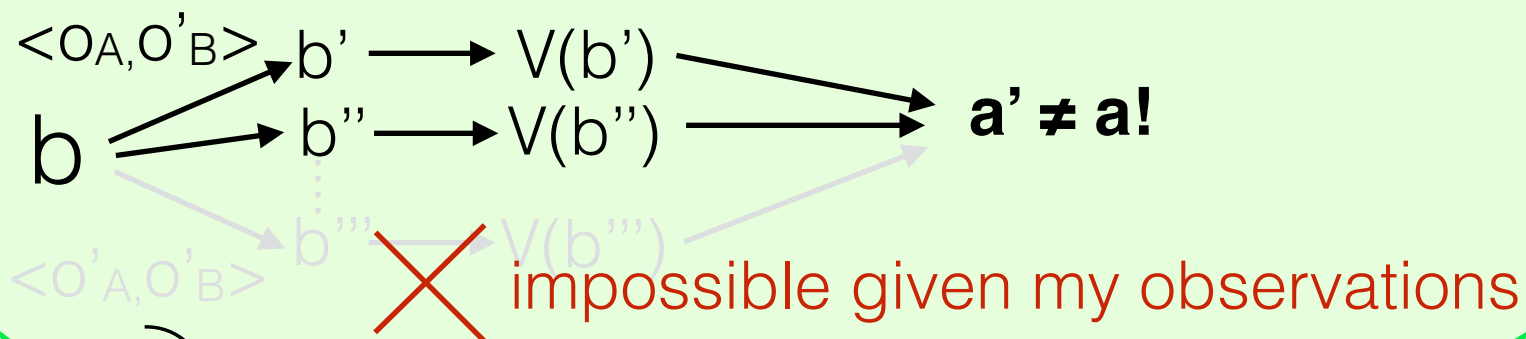 <oA,o’B> b’ V(b’)
a’ ≠ a!
b b’’ V(b’’)
b’’’ V(b’’’)
<o’A,o’B>
impossible given my observations